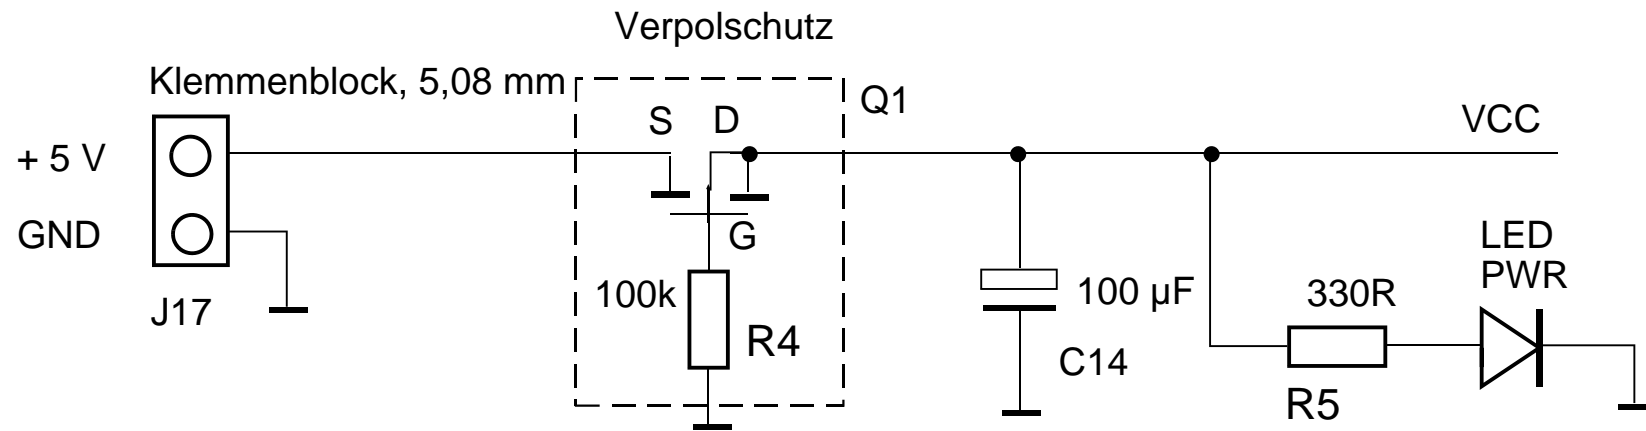 Verpolschutz
Klemmenblock, 5,08 mm
Q1
S
D
VCC
+ 5 V
GND
G
LED
PWR
100k
100 µF
330R
J17
R4
C14
R5